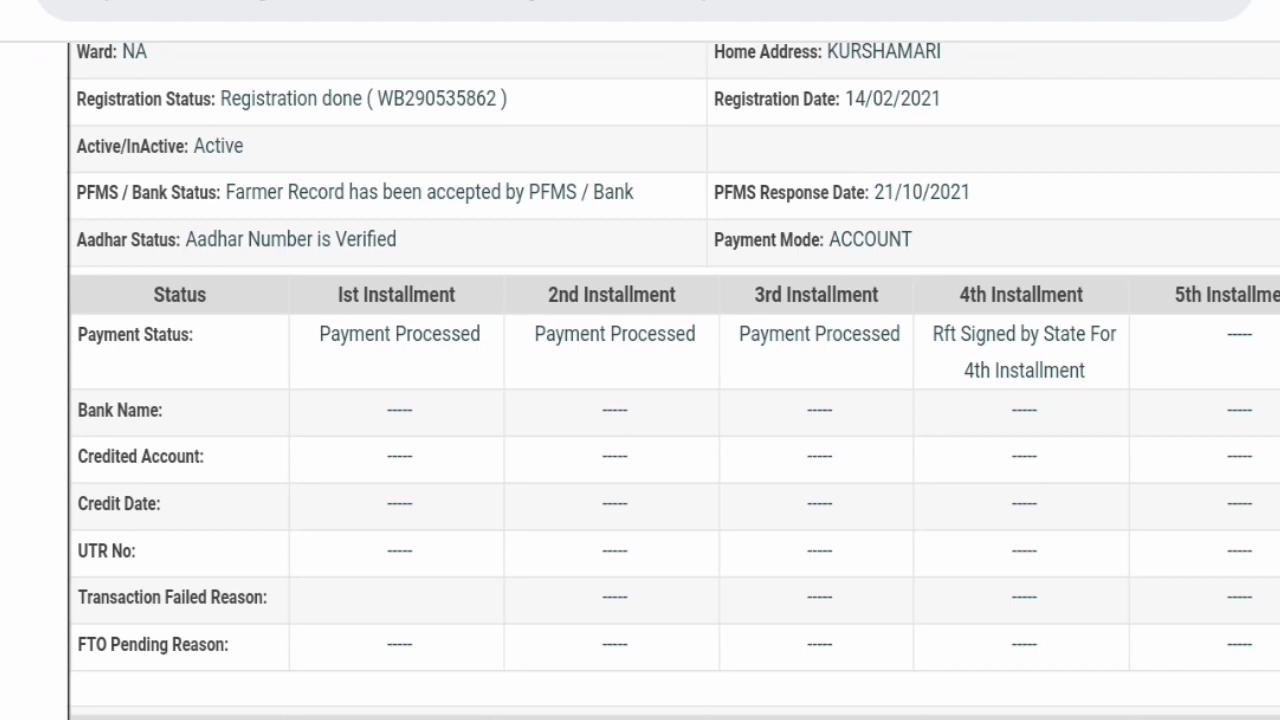 Ward: NA Home Address: KURSHAMARI
Registration Status: Registration done ( WB290535862 ) Registration Date: 14/02/2021
Active/InActive: Active
PFMS / Bank Status: Farmer Record has been accepted by PFMS / Bank PFMS Response Date: 21/10/2021
Aadhar Status: Aadhar Number is Verified Payment Mode: ACCOUNT
Status Ist Installment 2nd Installment 3rd Installment 4th Installment 5th Installme
Payment Status: Payment Processed Payment Processed Payment Processed Rft Signed by State For -----
4th Installment
Bank Name: ----- ----- ----- ----- -----
Credited Account: ----- ----- ----- ----- -----
Credit Date: ----- ----- ----- ----- -----
UTR No: ----- ----- ----- ----- -----
Transaction Failed Reason: ----- ----- ----- -----
FTO Pending Reason: ----- ----- ----- ----- -----